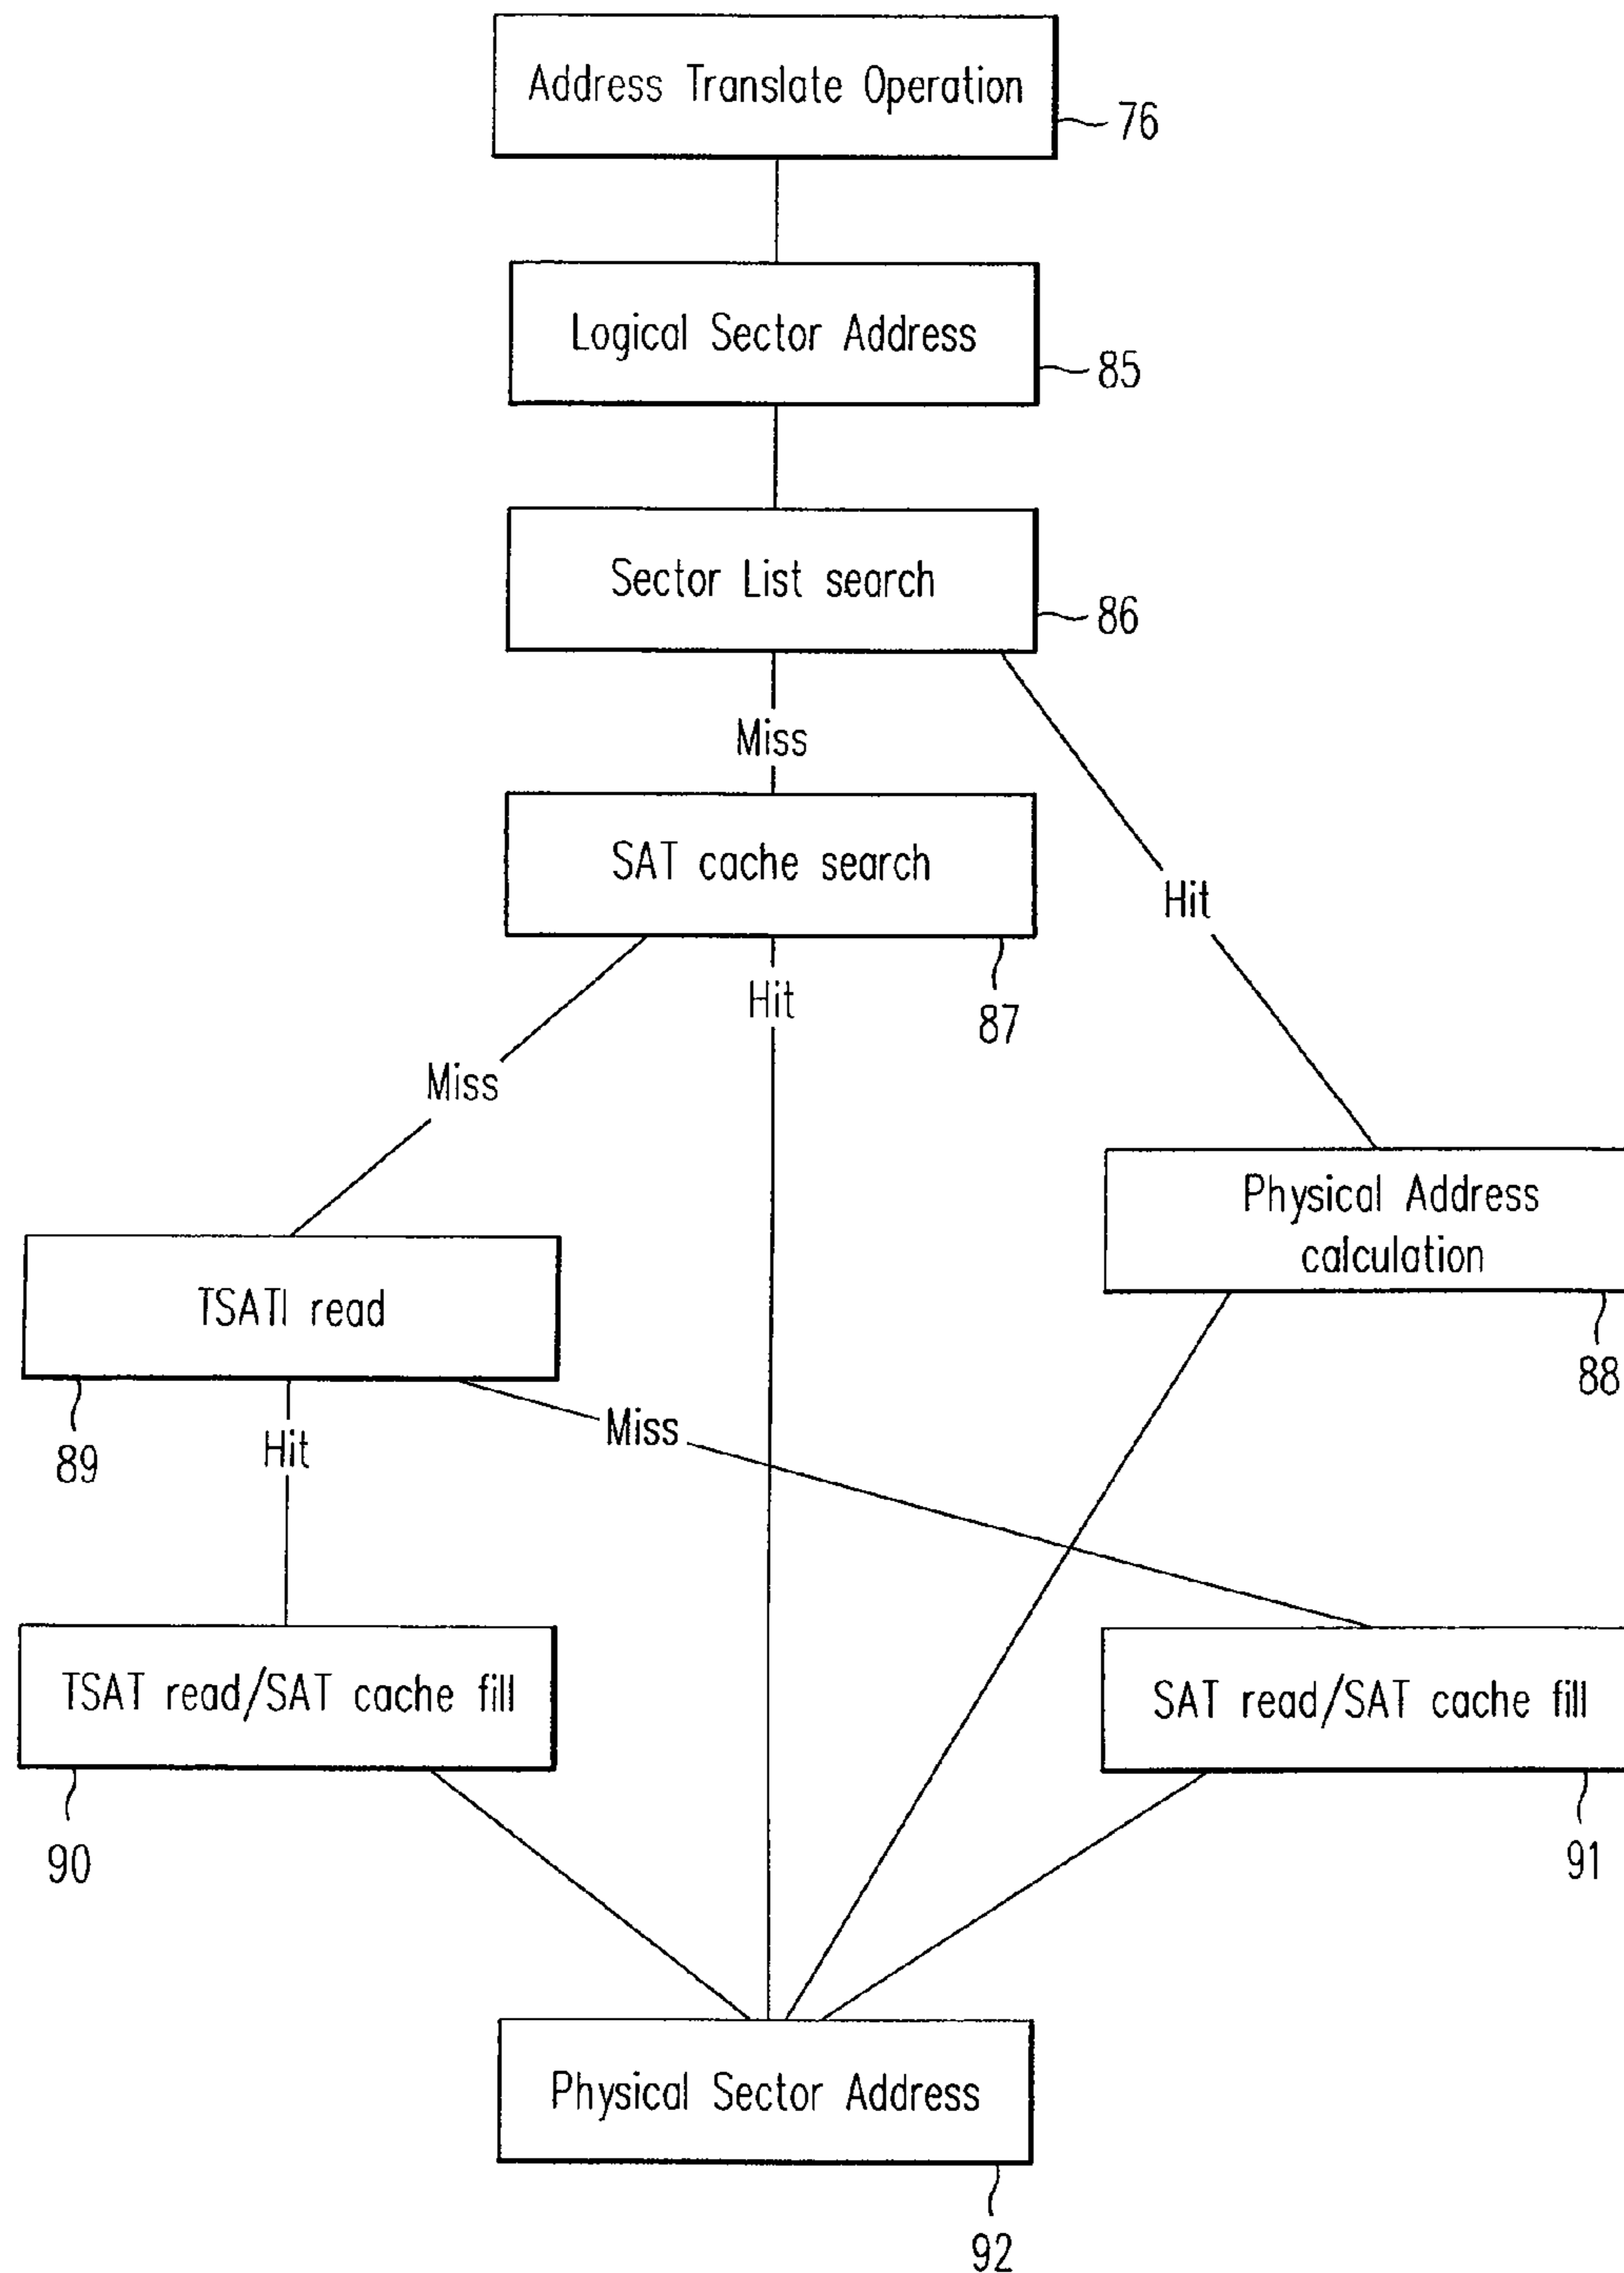 Address Translate Operation
76
Logical Sector Address
85
Sector List search
86
Miss
SAT cache search
Hit
87
Hit
Miss
Physical Address
calculation
88
TSATI read
89
Hit
Miss
TSAT read/SAT cache fill
90
SAT read/SAT cache fill
91
Physical Sector Address
92